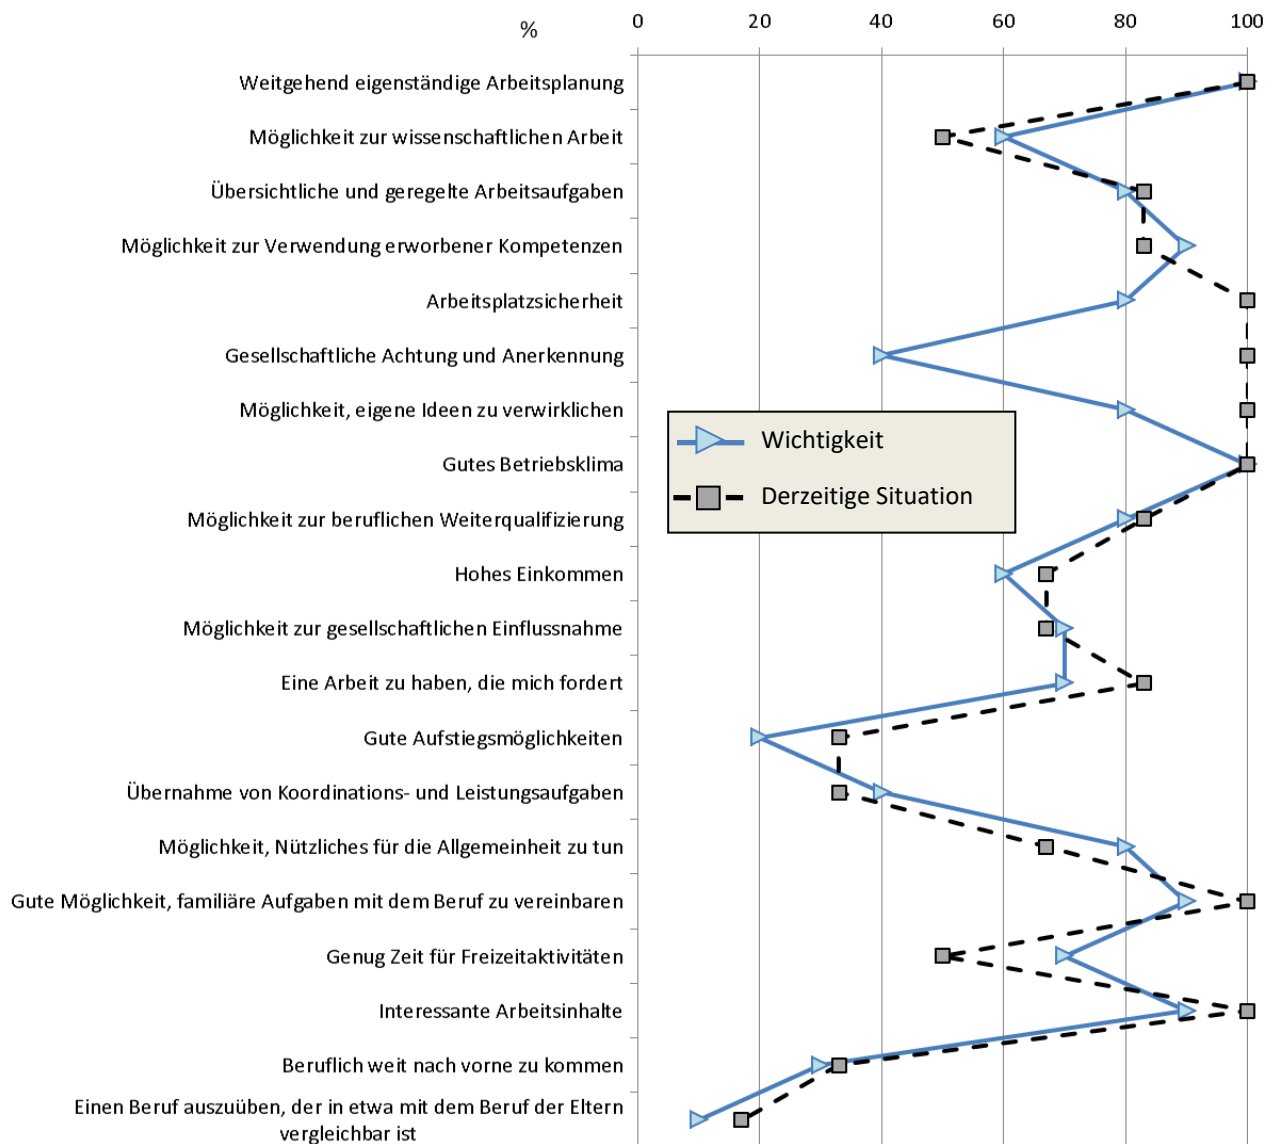 0 20 40 60 80 100
%
Weitgehend eigenständige Arbeitsplanung
Möglichkeit zur wissenschaftlichen Arbeit
Übersichtliche und geregelte Arbeitsaufgaben
Möglichkeit zur Verwendung erworbener Kompetenzen
Arbeitsplatzsicherheit
Gesellschaftliche Achtung und Anerkennung
Möglichkeit, eigene Ideen zu verwirklichen
Wichtigkeit
Gutes Betriebsklima
Derzeitige Situation
Möglichkeit zur beruflichen Weiterqualifizierung
Hohes Einkommen
Möglichkeit zur gesellschaftlichen Einflussnahme
Eine Arbeit zu haben, die mich fordert
Gute Aufstiegsmöglichkeiten
Übernahme von Koordinations- und Leistungsaufgaben
Möglichkeit, Nützliches für die Allgemeinheit zu tun
Gute Möglichkeit, familiäre Aufgaben mit dem Beruf zu vereinbaren
Genug Zeit für Freizeitaktivitäten
Interessante Arbeitsinhalte
Beruflich weit nach vorne zu kommen
Einen Beruf auszuüben, der in etwa mit dem Beruf der Eltern
vergleichbar ist